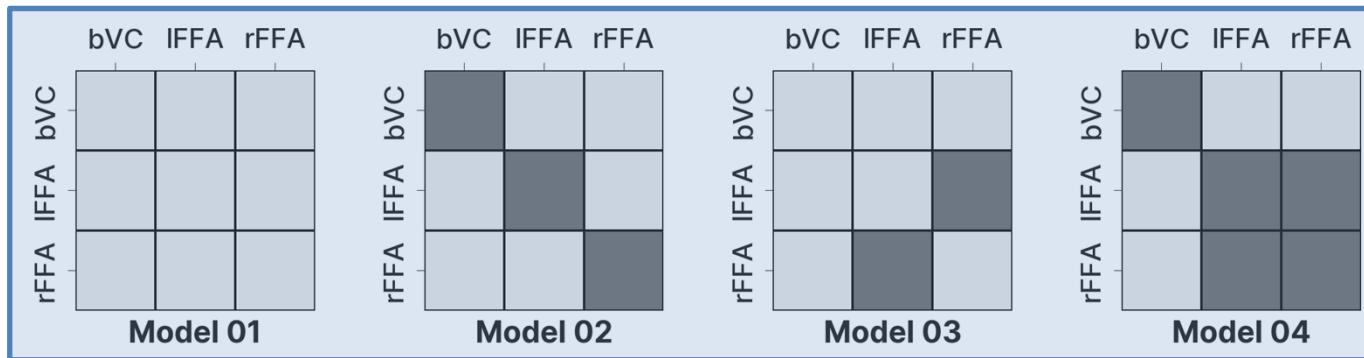 bVC lFFA rFFA bVC lFFA rFFA bVC lFFA rFFA bVC lFFA rFFA
bVC bVC bVC bVC
lFFA lFFA lFFA lFFA
rFFA rFFA rFFA rFFA
Model 01 Model 02 Model 03 Model 04